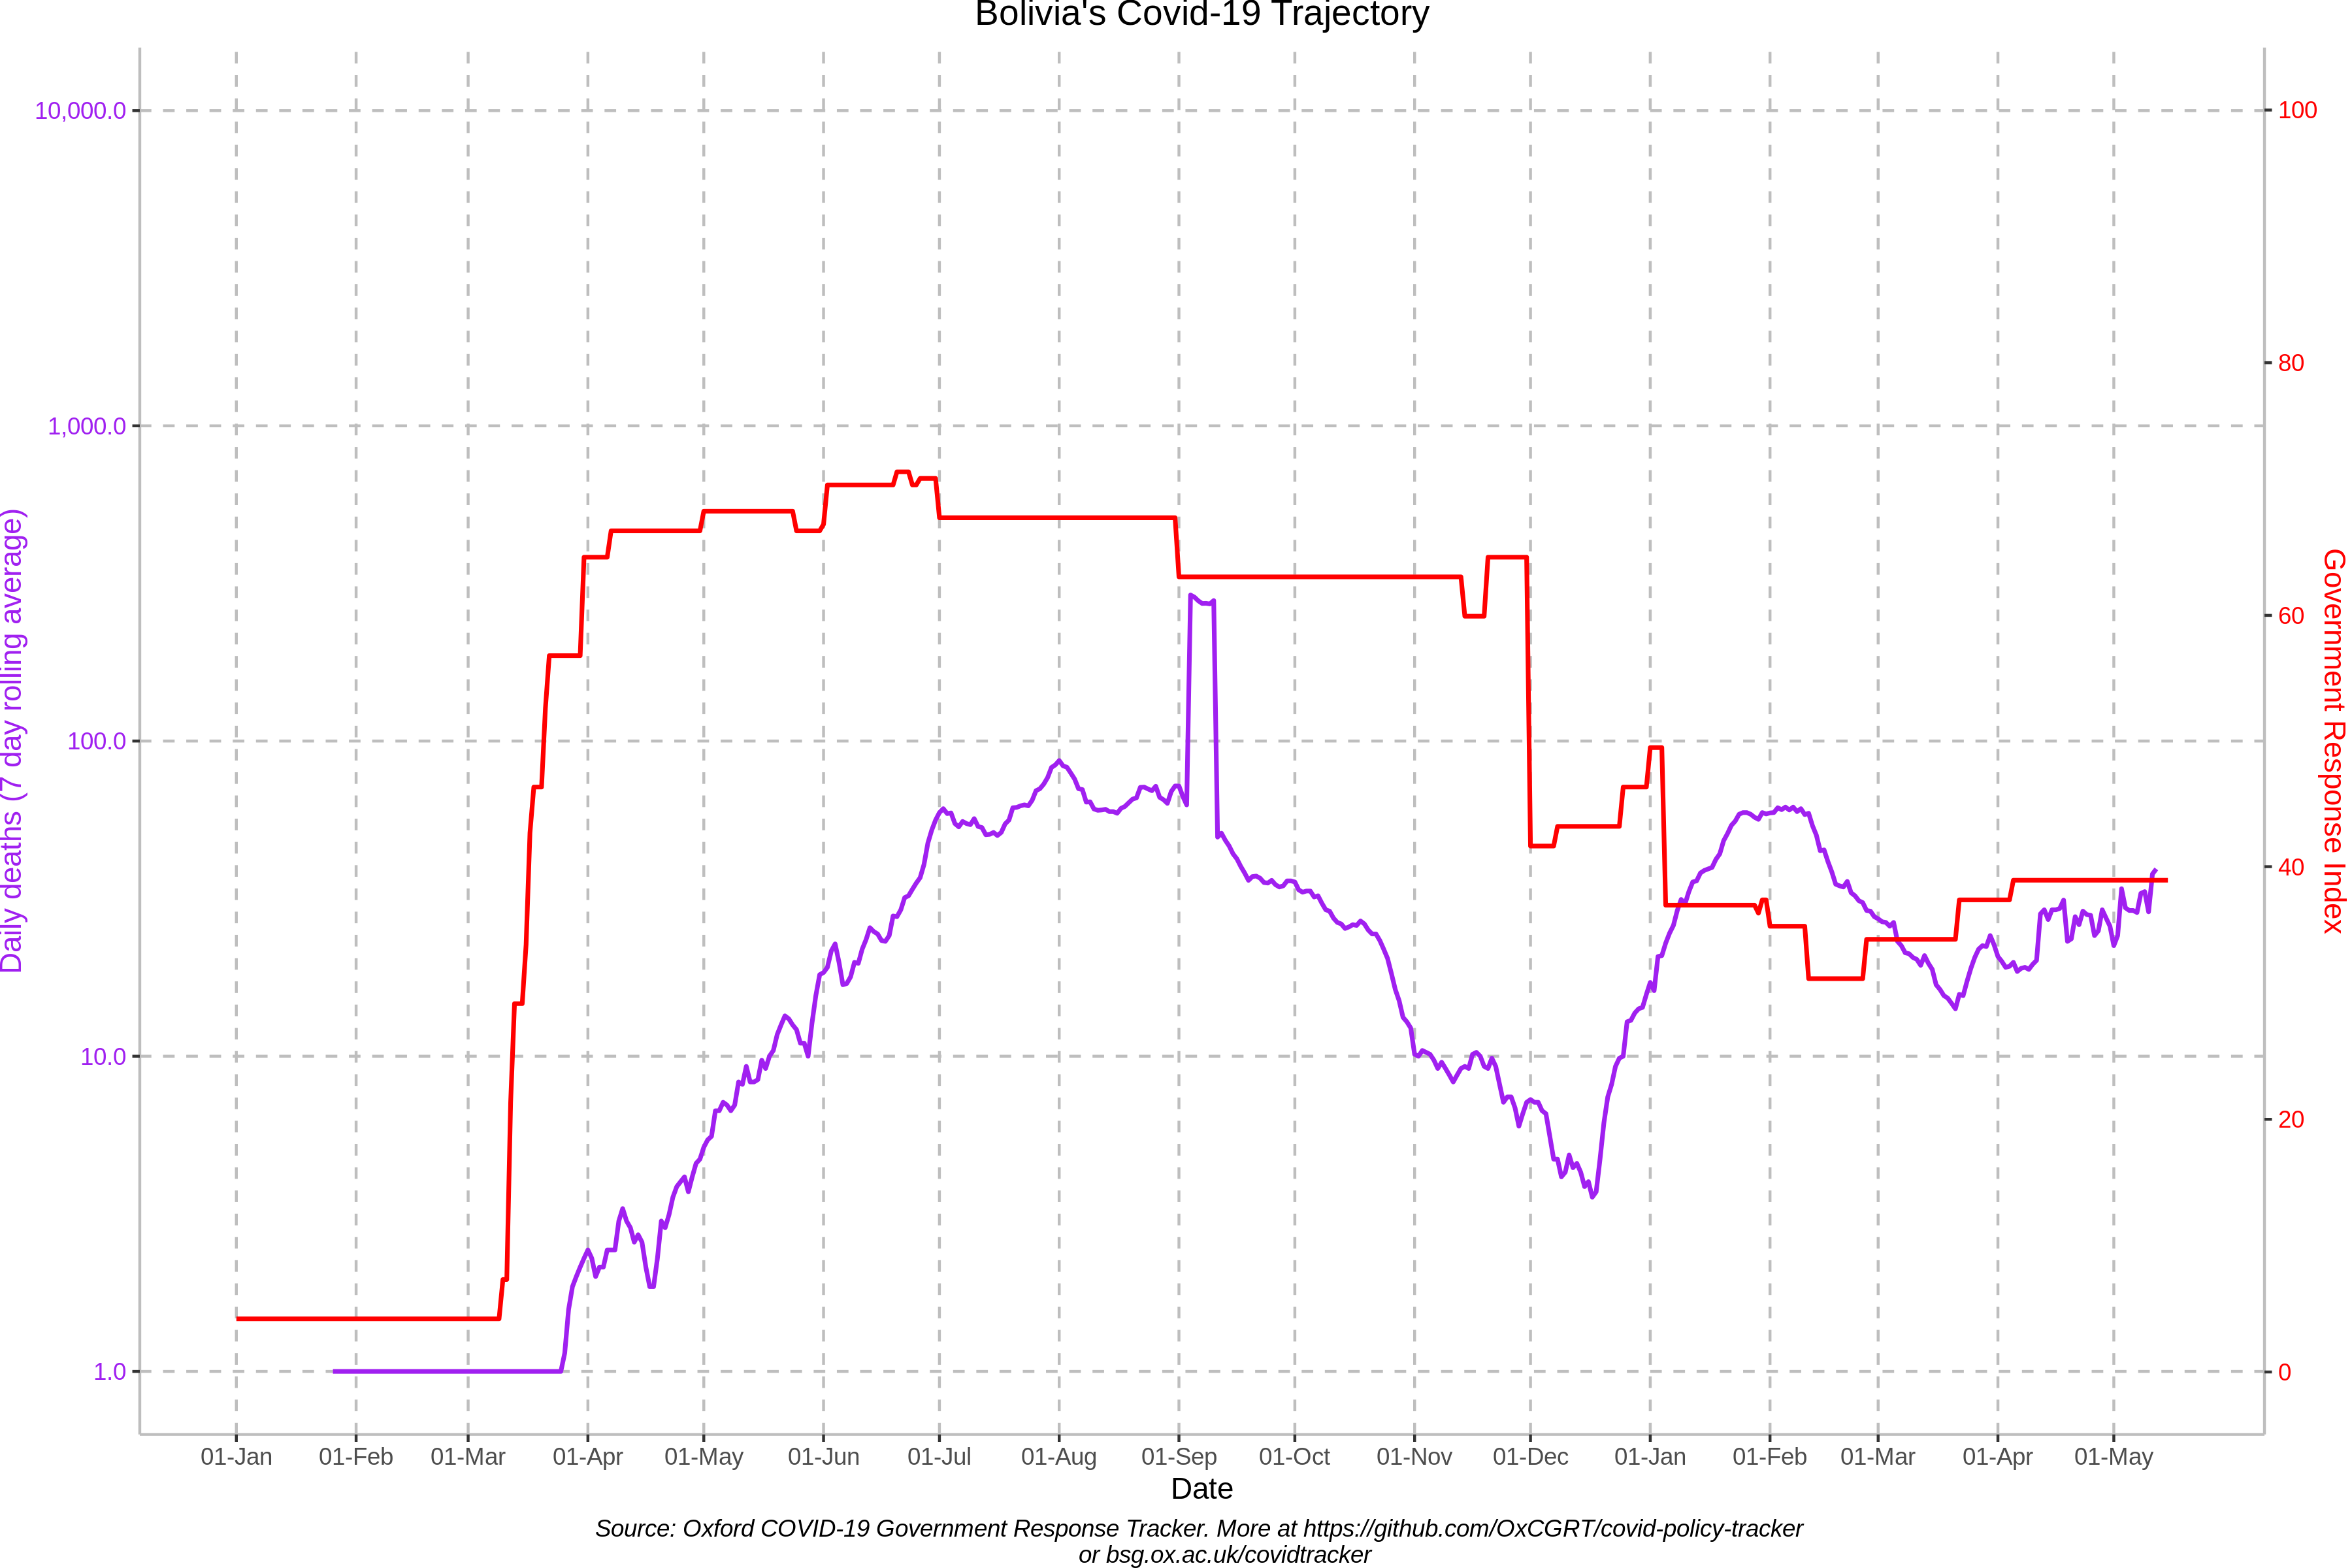 Bolivia's Covid-19 Trajectory
10,000.0
1,000.0
100.0
10.0
1.0
Daily deaths (7 day rolling average)
100
80
60
40
20
0
Government Response Index
01-Jan 01-Feb 01-Mar 01-Apr 01-May 01-Jun 01-Jul 01-Aug 01-Sep 01-Oct 01-Nov 01-Dec 01-Jan 01-Feb 01-Mar 01-Apr 01-May
Date
Source: Oxford COVID-19 Government Response Tracker. More at https://github.com/OxCGRT/covid-policy-tracker
or bsg.ox.ac.uk/covidtracker